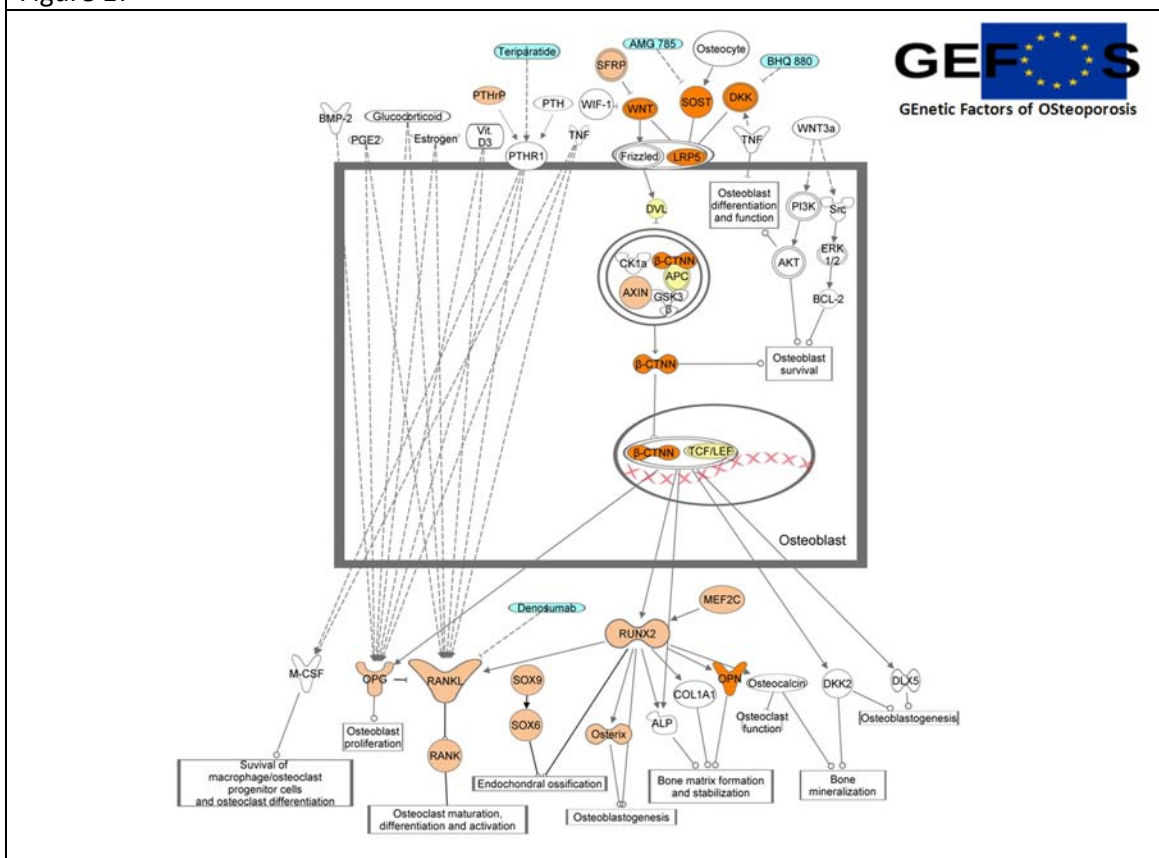 AMG 785
Osteocyte
Teriparatide
BHQ 880
SFRP
GEFOS
GEnetic Factors of OSteoporosis
PTHrP
PTH
WIF-1
WNT
SOST
DKK
BMP-2
Glucocorticoid
PGE2
Estrogen
Vit.
D3
TNF
TNF
WNT3a
PTHR1
Frizzled
LRP5
DVL
Osteoblast
differentiation
and function
PI3K
Src
CK1a
β-CTNN
APC
AKT
ERK
1/2
AXIN
GSK3
β
BCL-2
β-CTNN
Osteoblast
survival
β-CTNN
TCF/LEF
Osteoblast
Denosumab
MEF2C
RUNX2
M-CSF
OPG
RANKL
SOX9
COL1A1
OPN
Osteocalcin
DKK2
DLX5
Osteoblast
proliferation
SOX6
Osterix
ALP
Osteoclast
function
Osteoblastogenesis
RANK
Suvival of
macrophage/osteoclast
progenitor cells
and osteoclast differentiation
Endochondral ossification
Bone matrix formation
and stabilization
Bone
mineralization
Osteoclast maturation,
differentiation and activation
Osteoblastogenesis